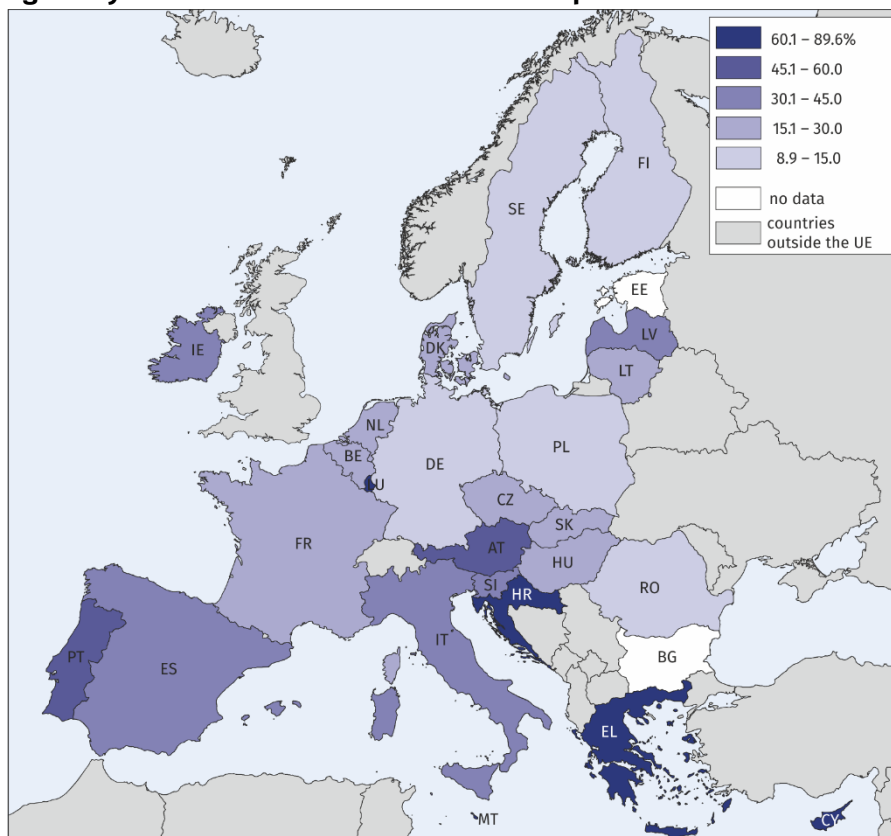 60.1 – 89.6%
45.1 – 60.0
30.1 – 45.0
15.1 – 30.0
8.9 – 15.0
no data
countries
outside the UE
FI
SE
EE
LV
IE
DK
LT
NL
BE
DE
PL
LU
CZ
SK
FR
AT
HU
SI
HR
RO
IT
PT
ES
BG
EL
MT
CY